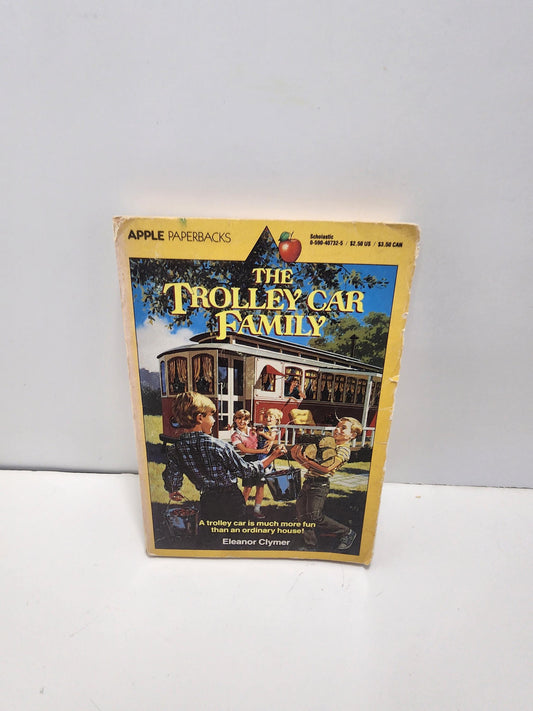 APPLE PAPERBACKS
Scholastic
0-590-40732-5 / $2.50 US / $3.50 CAN
THE
TROLLEY CAR
FAMILY
A trolley car is much more fun
than an ordinary house!
Eleanor Clymer